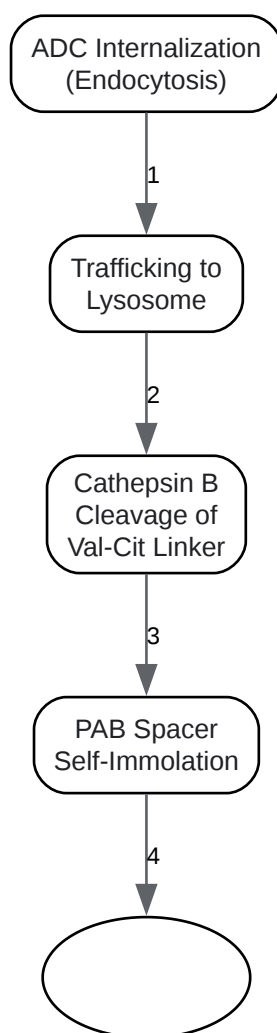 ADC Internalization
(Endocytosis)
1
Trafficking to
Lysosome
2
Cathepsin B
Cleavage of
Val-Cit Linker
3
PAB Spacer
Self-Immolation
4